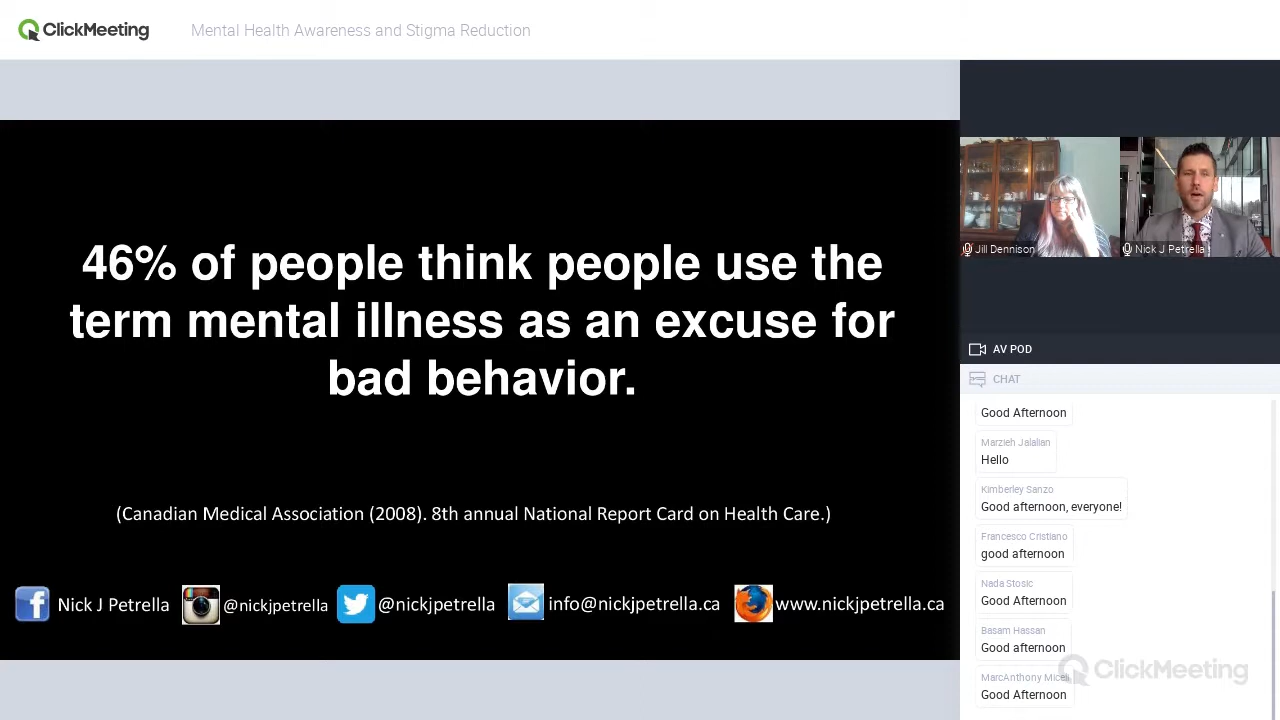 ClickMeeting
Mental Health Awareness and Stigma Reduction
46% of people think people use the
term mental illness as an excuse for
bad behavior.
(Canadian Medical Association (2008). 8th annual National Report Card on Health Care.)
Nick J Petrella
@nickjpetrella
@nickjpetrella
info@nickjpetrella.ca
www.nickjpetrella.ca
Jill Dennison
Nick J Petrella
AV POD
CHAT
Good Afternoon
Marzieh Jalalian
Hello
Kimberley Sanzo
Good afternoon, everyone!
Francesco Cristiano
good afternoon
Nada Stosic
Good Afternoon
Basam Hassan
Good afternoon
MarcAnthony Miceli
Good Afternoon
ClickMeeting